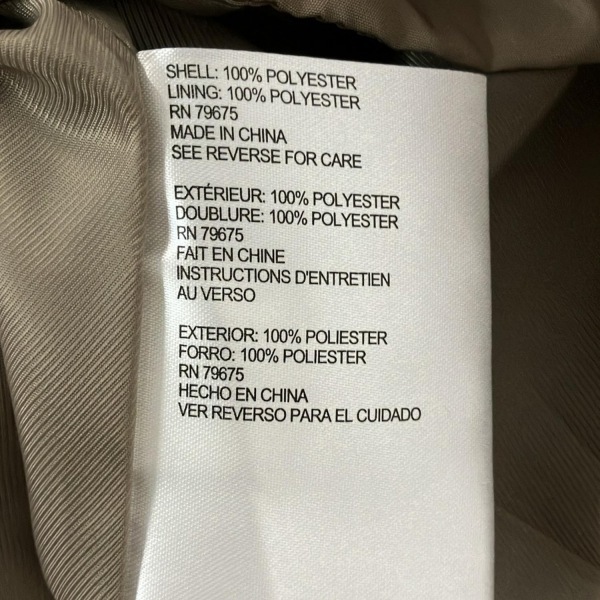 SHELL: 100% POLYESTER
LINING: 100% POLYESTER
RN 79675
MADE IN CHINA
SEE REVERSE FOR CARE
EXTÉRIEUR: 100% POLYESTER
DOUBLURE: 100% POLYESTER
RN 79675
FAIT EN CHINE
INSTRUCTIONS D'ENTRETIEN
AU VERSO
EXTERIOR: 100% POLIESTER
FORRO: 100% POLIESTER
RN 79675
HECHO EN CHINA
VER REVERSO PARA EL CUIDADO